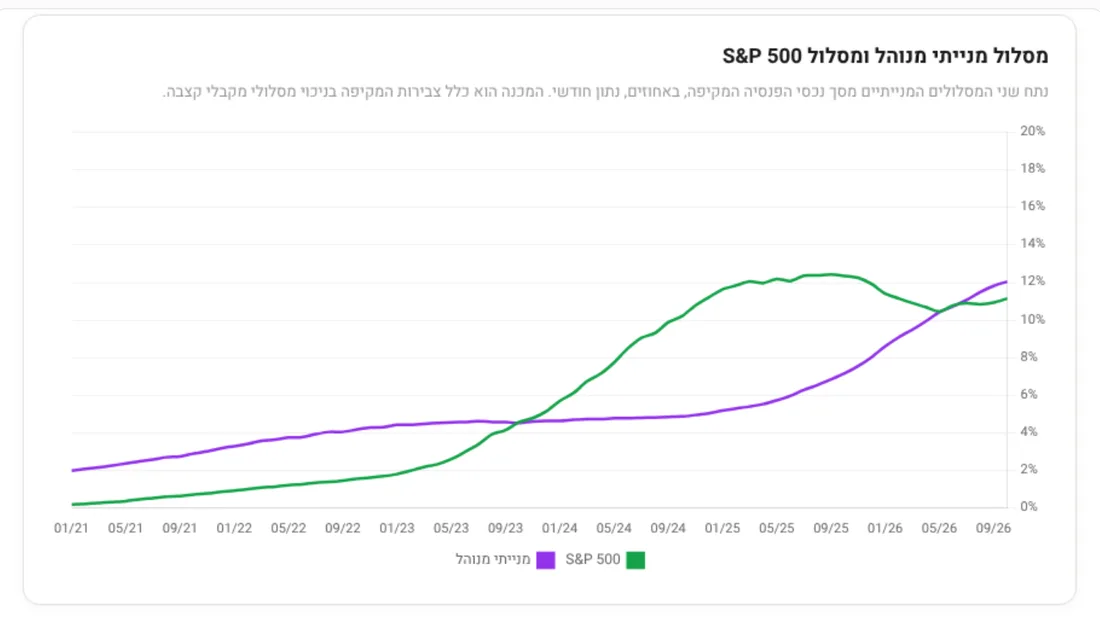 מסלול מנייתי מנוהל ומסלול S&P 500
נתח שני המסלולים המנייתיים מסך נכסי הפנסיה המקיפה, באחוזים, נתון חודשי. המכנה הוא כלל צבירות המקיפה בניכוי מסלולי מקבלי קצבה.
20%
18%
16%
14%
12%
10%
8%
6%
4%
2%
0%
01/21 05/21 09/21 01/22 05/22 09/22 01/23 05/23 09/23 01/24 05/24 09/24 01/25 05/25 09/25 01/26 05/26 09/26
S&P 500 מנייתי מנוהל